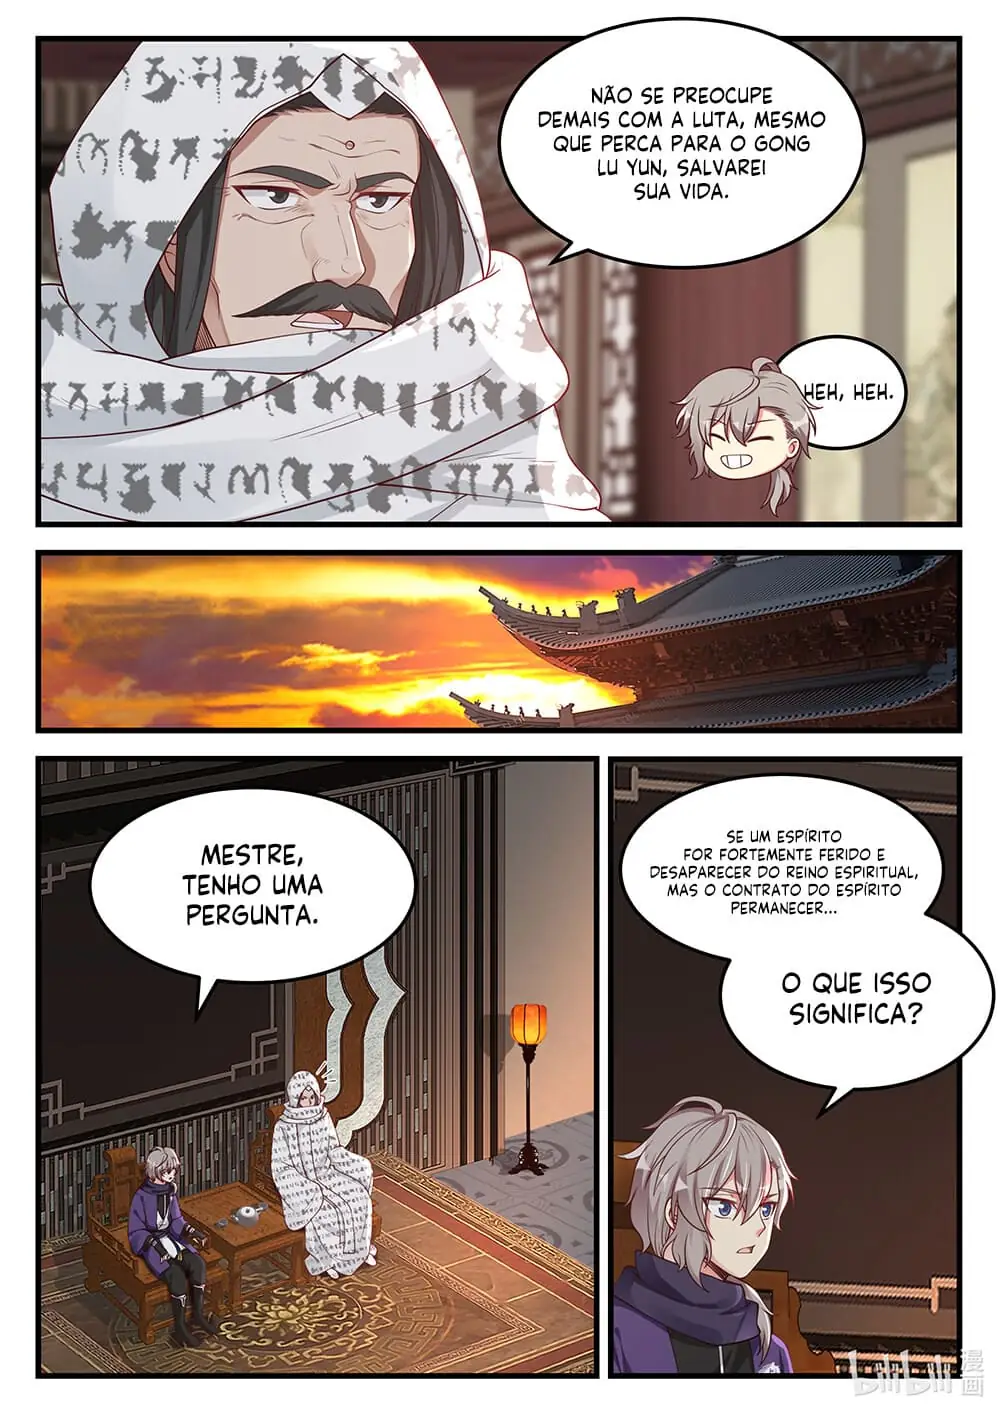 NÃO SE PREOCUPE
DEMAIS COM A LUTA, MESMO
QUE PERCA PARA O GONG
LU YUN, SALVAREI
SUA VIDA.
HEH, HEH.
MESTRE,
TENHO UMA
PERGUNTA.
SE UM ESPÍRITO
FOR FORTEMENTE FERIDO E
DESAPARECER DO REINO ESPIRITUAL,
MAS O CONTRATO DO ESPÍRITO
PERMANECER...
O QUE ISSO
SIGNIFICA?
bilibili 漫画